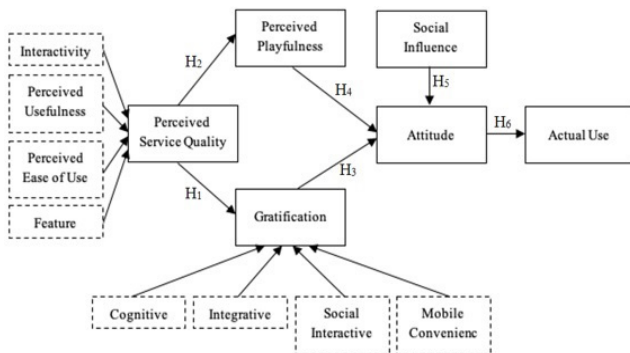 Perceived
Playfulness
Social
Influence
Interactivity
H2
H5
Perceived
Usefulness
H4
Perceived
Service Quality
Attitude
H6
Actual Use
Perceived
Ease of Use
H3
H1
Feature
Gratification
Cognitive
Integrative
Social
Interactive
Mobile
Convenienc